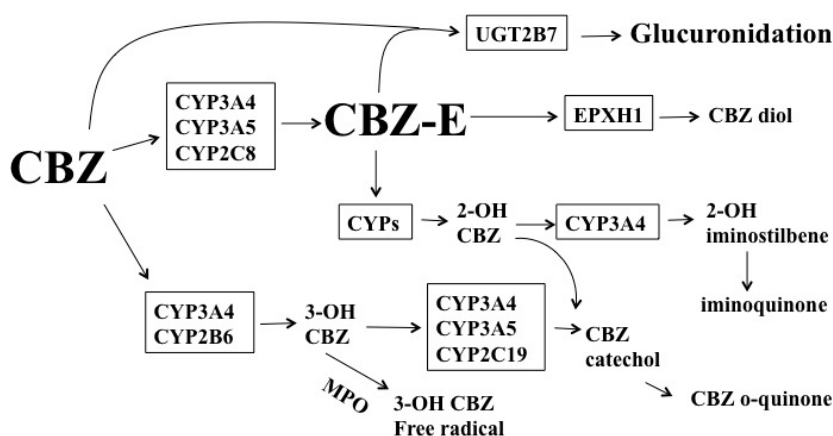 UGT2B7
Glucuronidation
CYP3A4
CYP3A5
CYP2C8
CBZ-E
EPXH1
CBZ diol
CBZ
CYPs
2-OH
CBZ
CYP3A4
2-OH
iminostilbene
iminoquinone
CYP3A4
CYP2B6
3-OH
CBZ
CYP3A4
CYP3A5
CYP2C19
CBZ
catechol
CBZ o-quinone
MPO
3-OH CBZ
Free radical